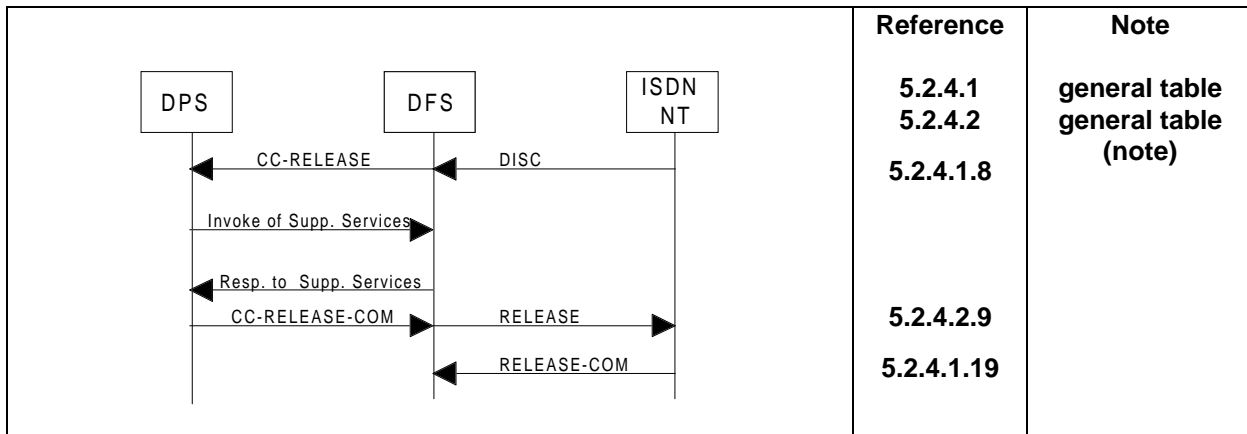 Reference Note
5.2.4.1 general table
5.2.4.2 general table
(note)
DPS DFS ISDN
NT
CC-RELEASE DISC
5.2.4.1.8
Invoke of Supp. Services
Resp. to Supp. Services
CC-RELEASE-COM RELEASE 5.2.4.2.9
RELEASE-COM 5.2.4.1.19